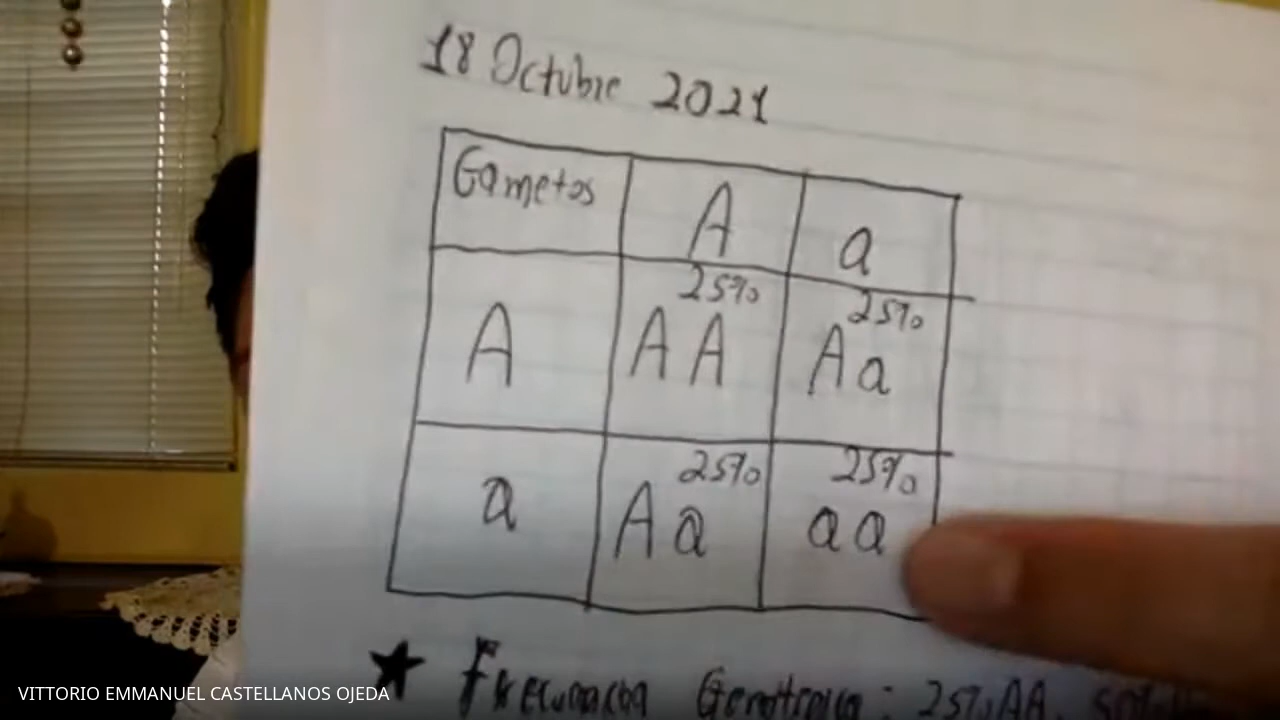 18 Octubre 2021
Gametos A a
25% 25%
A AA Aa
25% 25%
a Aa aa
★ Frecuencia Genotípica: 25% AA, 50%
VITTORIO EMMANUEL CASTELLANOS OJEDA